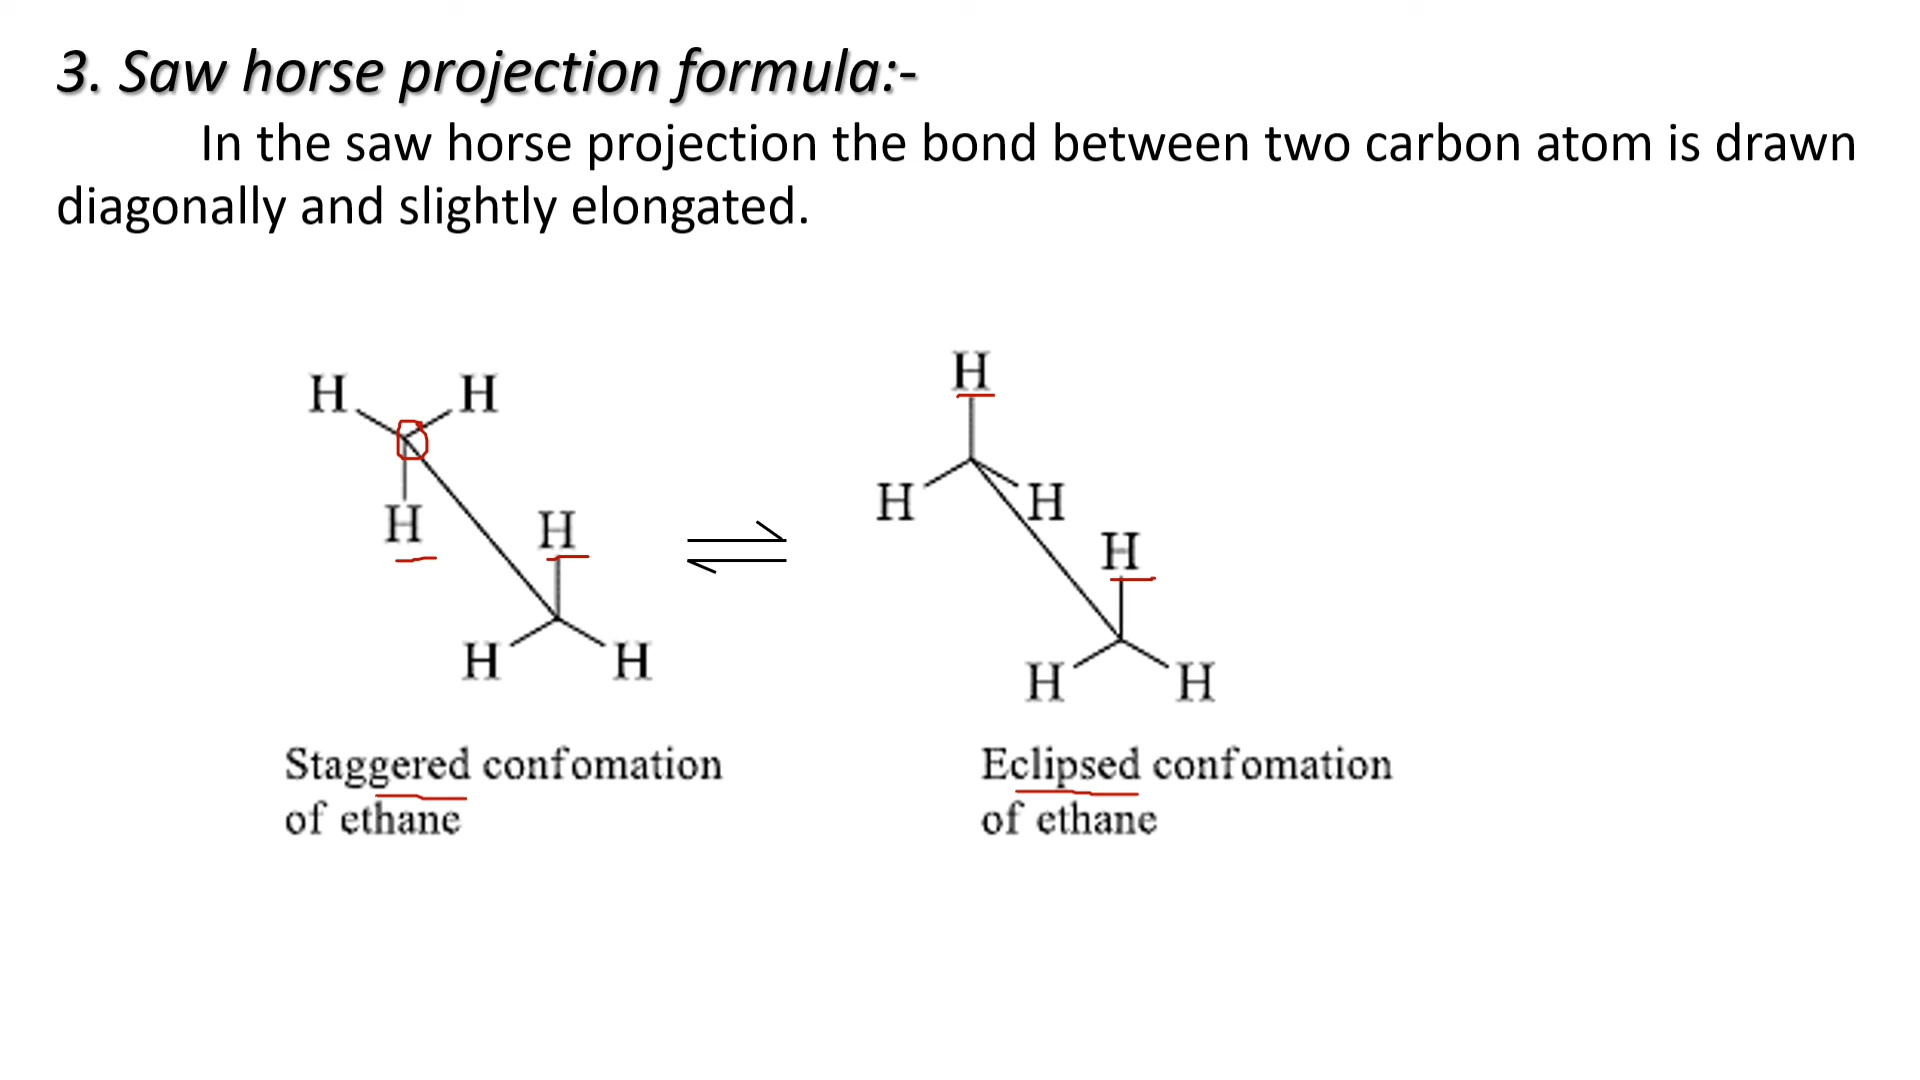 3. Saw horse projection formula:-
In the saw horse projection the bond between two carbon atom is drawn
diagonally and slightly elongated.
H
H H
H H
H H H
H
H H H H
Staggered confomation
of ethane
Eclipsed confomation
of ethane